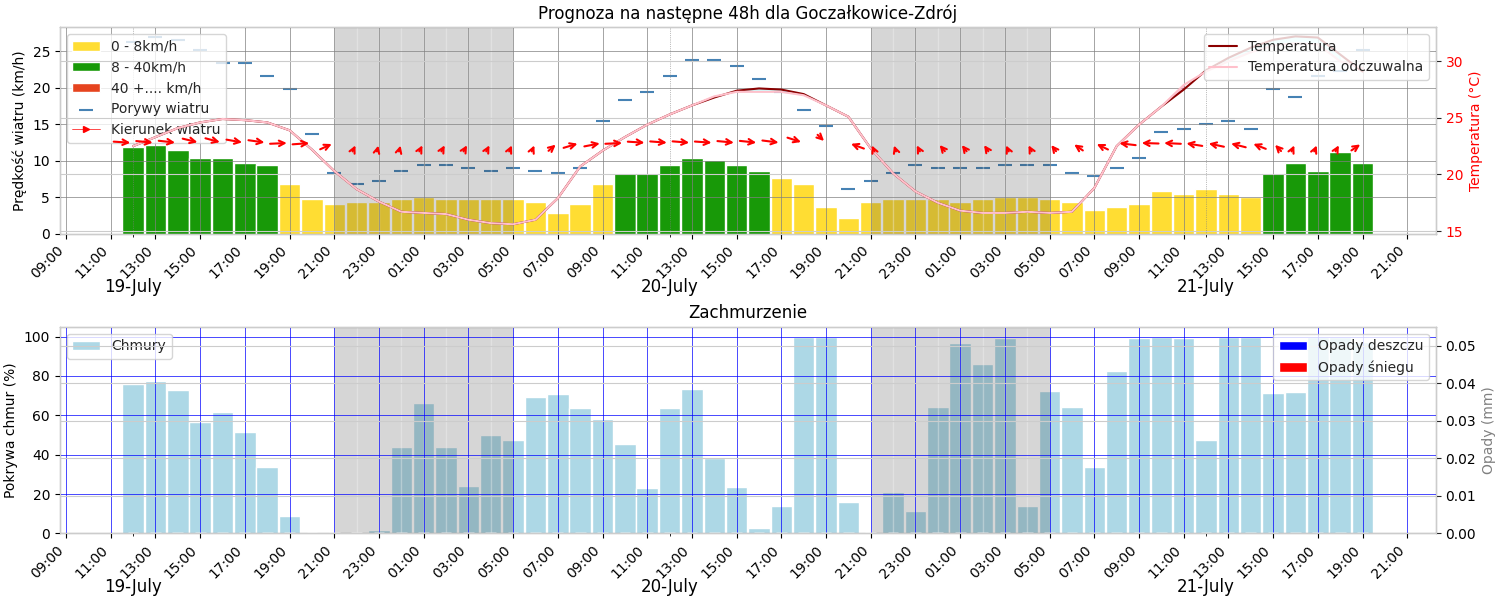 Prognoza na następne 48h dla Goczałkowice-Zdrój
Prędkość wiatru (km/h)
25
20
15
10
5
0
0 - 8km/h
8 - 40km/h
40 +.... km/h
Porywy wiatru
Kierunek wiatru
Temperatura
Temperatura odczuwalna
30
25
20
15
Temperatura (°C)
09:00 11:00 13:00 15:00 17:00 19:00 21:00 23:00 01:00 03:00 05:00 07:00 09:00 11:00 13:00 15:00 17:00 19:00 21:00 23:00 01:00 03:00 05:00 07:00 09:00 11:00 13:00 15:00 17:00 19:00 21:00
19-July 20-July 21-July
Zachmurzenie
Pokrywa chmur (%)
100
80
60
40
20
0
Chmury
Opady deszczu
Opady śniegu
0.05
0.04
0.03
0.02
0.01
0.00
Opady (mm)
09:00 11:00 13:00 15:00 17:00 19:00 21:00 23:00 01:00 03:00 05:00 07:00 09:00 11:00 13:00 15:00 17:00 19:00 21:00 23:00 01:00 03:00 05:00 07:00 09:00 11:00 13:00 15:00 17:00 19:00 21:00
19-July 20-July 21-July